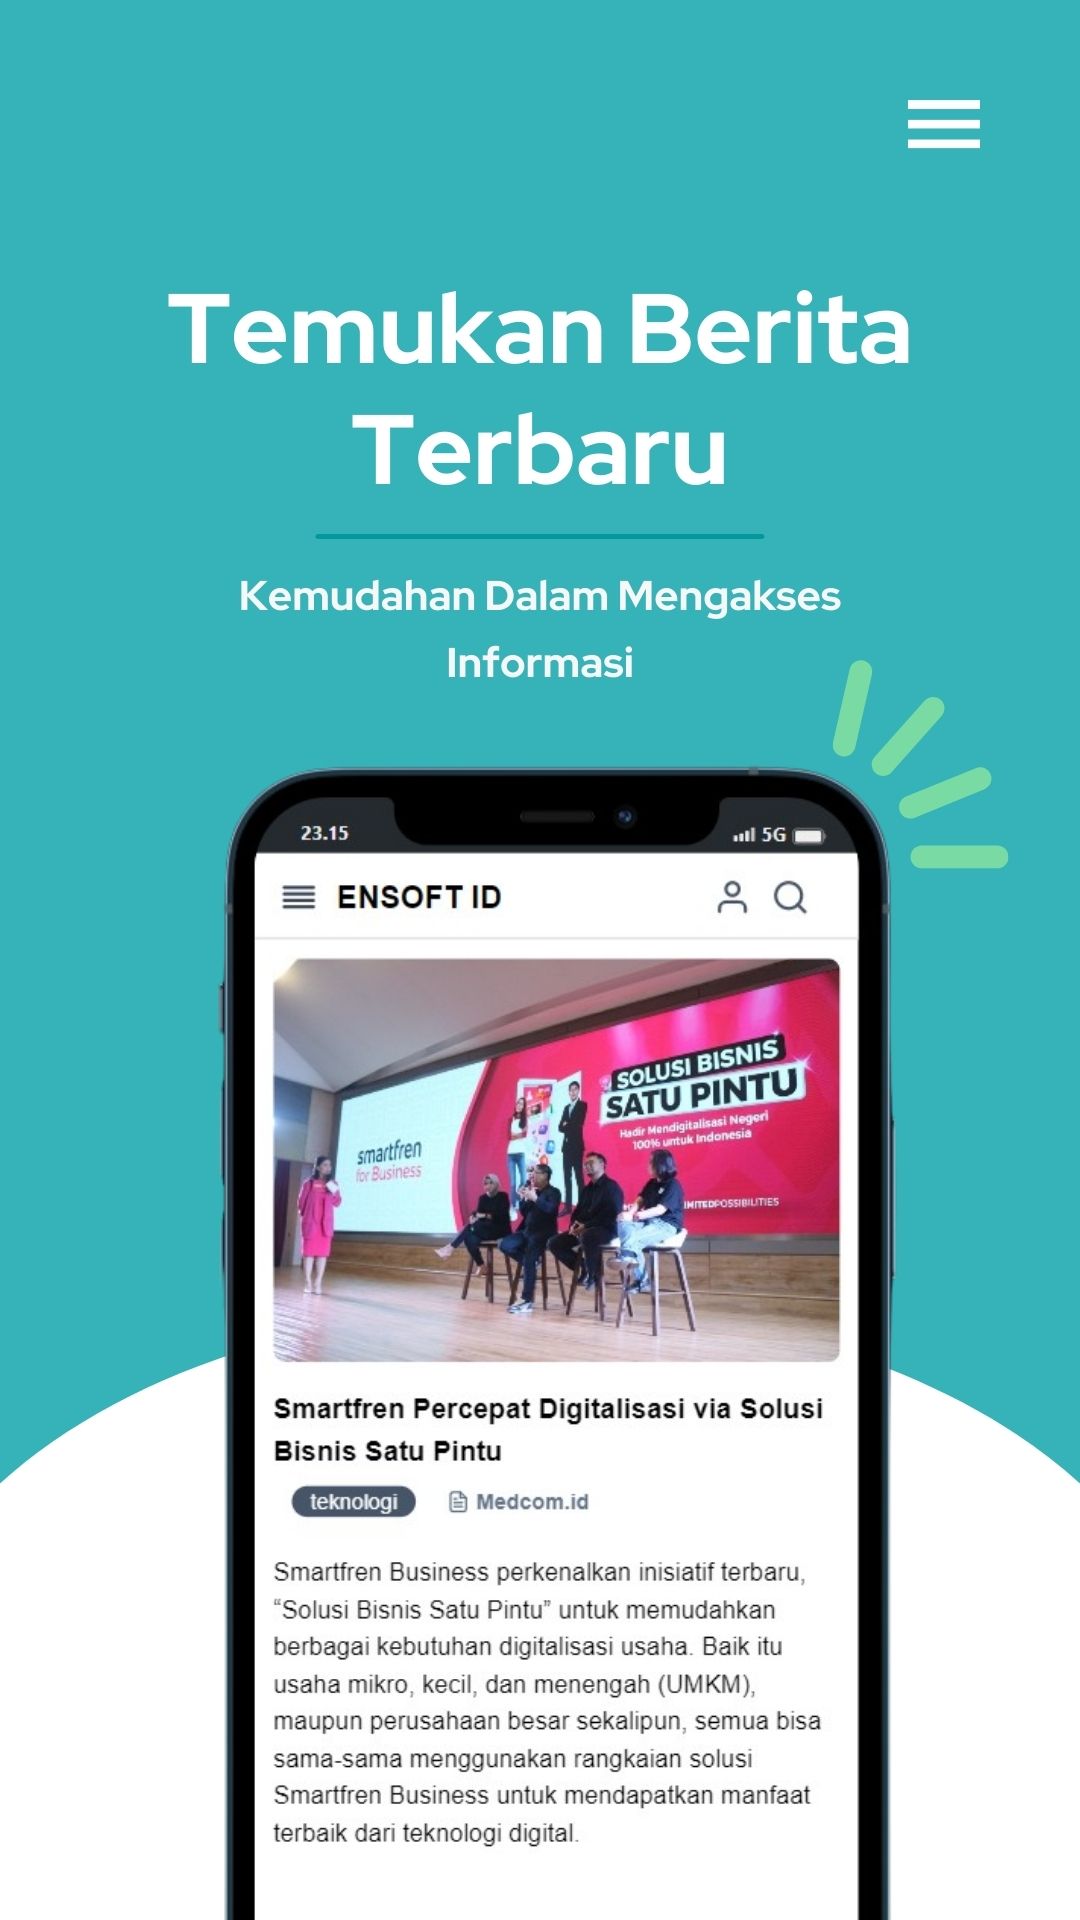 Temukan Berita
Terbaru
Kemudahan Dalam Mengakses
Informasi
23.15
5G
ENSOFT ID
SOLUSI BISNIS
SATU PINTU
Hadir Mendigitalisasi Negeri
100% untuk Indonesia
smartfren
for Business
IMITEDPOSSIBILITIES
Smartfren Percepat Digitalisasi via Solusi
Bisnis Satu Pintu
teknologi
Medcom.id
Smartfren Business perkenalkan inisiatif terbaru,
“Solusi Bisnis Satu Pintu” untuk memudahkan
berbagai kebutuhan digitalisasi usaha. Baik itu
usaha mikro, kecil, dan menengah (UMKM),
maupun perusahaan besar sekalipun, semua bisa
sama-sama menggunakan rangkaian solusi
Smartfren Business untuk mendapatkan manfaat
terbaik dari teknologi digital.